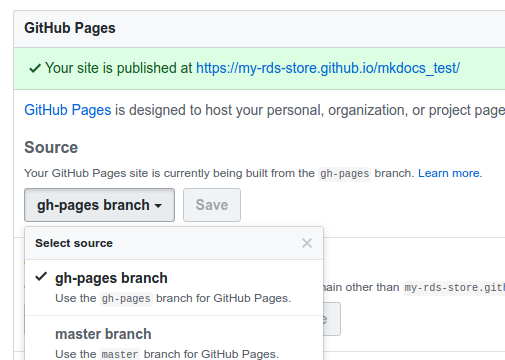 GitHub Pages
✓ Your site is published at https://my-rds-store.github.io/mkdocs_test/
GitHub Pages is designed to host your personal, organization, or project page
Source
Your GitHub Pages site is currently being built from the gh-pages branch. Learn more.
gh-pages branch
Save
Select source
gh-pages branch
main other than my-rds-store.git
Use the gh-pages branch for GitHub Pages.
master branch
Use the master branch for GitHub Pages.